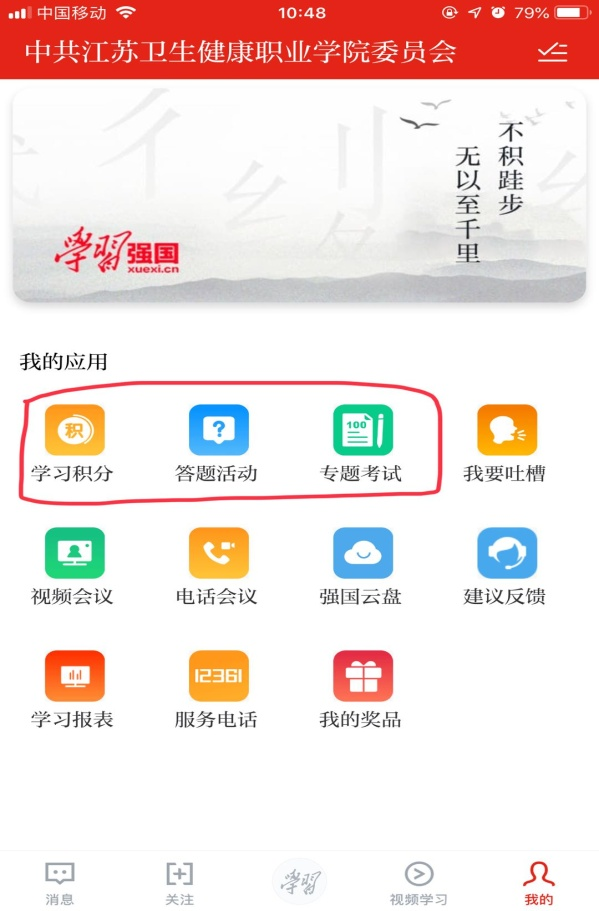 中国移动
10:48
79%
中共江苏卫生健康职业学院委员会
不积跬步
无以至千里
學習强国
xuexi.cn
我的应用
积
?
100
学习积分
答题活动
专题考试
我要吐槽
视频会议
电话会议
强国云盘
建议反馈
12361
学习报表
服务电话
我的奖品
消息
关注
學習
视频学习
我的